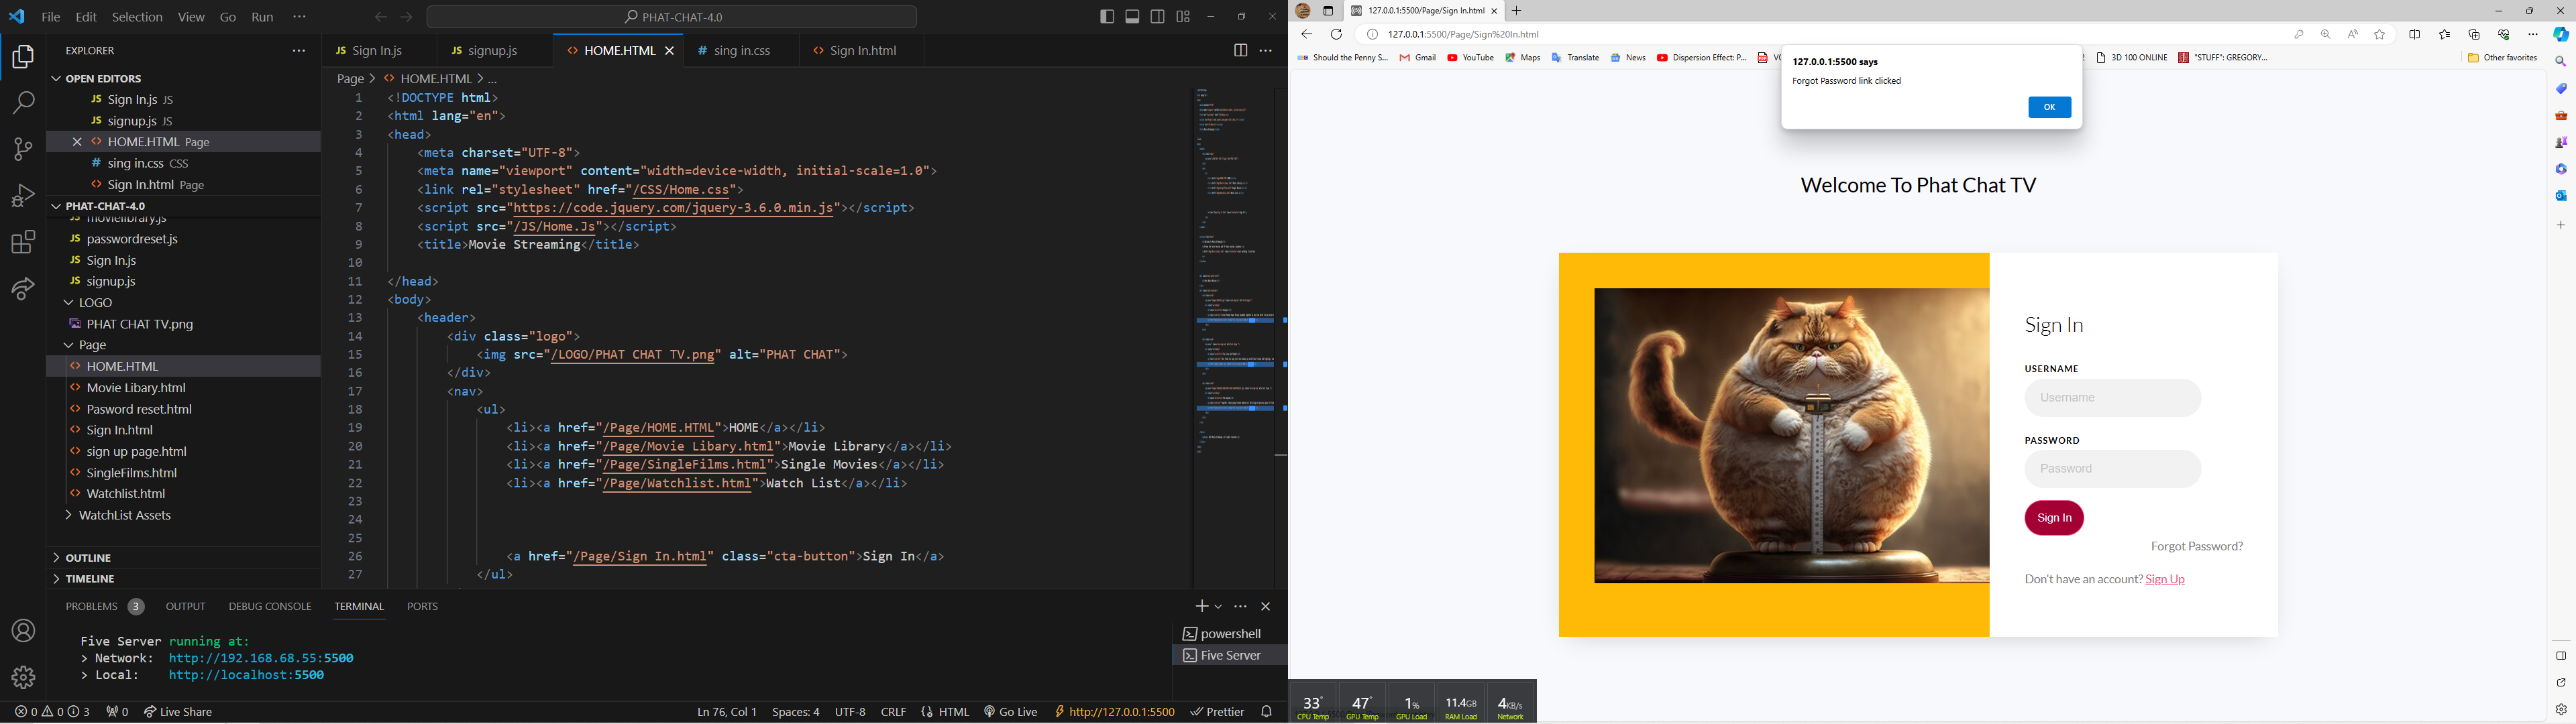 File Edit Selection View Go Run ···
PHAT-CHAT-4.0
EXPLORER
OPEN EDITORS
JS Sign In.js JS
JS signup.js JS
<> HOME.HTML Page
# sing in.css CSS
<> Sign In.html Page
PHAT-CHAT-4.0
JS movielibrary.js
JS passwordreset.js
JS Sign In.js
JS signup.js
LOGO
PHAT CHAT TV.png
Page
<> HOME.HTML
<> Movie Libary.html
<> Pasword reset.html
<> Sign In.html
<> sign up page.html
<> SingleFilms.html
<> Watchlist.html
WatchList Assets
OUTLINE
TIMELINE
JS Sign In.js JS signup.js <> HOME.HTML # sing in.css <> Sign In.html
Page > <> HOME.HTML > ...
1 <!DOCTYPE html>
2 <html lang="en">
3 <head>
4 <meta charset="UTF-8">
5 <meta name="viewport" content="width=device-width, initial-scale=1.0">
6 <link rel="stylesheet" href="/CSS/Home.css">
7 <script src="https://code.jquery.com/jquery-3.6.0.min.js"></script>
8 <script src="/JS/Home.Js"></script>
9 <title>Movie Streaming</title>
10
11 </head>
12 <body>
13 <header>
14 <div class="logo">
15 <img src="/LOGO/PHAT CHAT TV.png" alt="PHAT CHAT">
16 </div>
17 <nav>
18 <ul>
19 <li><a href="/Page/HOME.HTML">HOME</a></li>
20 <li><a href="/Page/Movie Libary.html">Movie Library</a></li>
21 <li><a href="/Page/SingleFilms.html">Single Movies</a></li>
22 <li><a href="/Page/Watchlist.html">Watch List</a></li>
23
24
25
26 <a href="/Page/Sign In.html" class="cta-button">Sign In</a>
27 </ul>
PROBLEMS 3 OUTPUT DEBUG CONSOLE TERMINAL PORTS
Five Server running at:
> Network: http://192.168.68.55:5500
> Local: http://localhost:5500
powershell
Five Server
0 0 3 0 Live Share Ln 76, Col 1 Spaces: 4 UTF-8 CRLF HTML Go Live http://127.0.0.1:5500 Prettier
127.0.0.1:5500/Page/Sign In.html
127.0.0.1:5500/Page/Sign%20In.html
Should the Penny S... Gmail YouTube Maps Translate News Dispersion Effect: P... 3D 100 ONLINE "STUFF": GREGORY... Other favorites
127.0.0.1:5500 says
Forgot Password link clicked
OK
Welcome To Phat Chat TV
Sign In
USERNAME
Username
PASSWORD
Password
Sign In
Forgot Password?
Don't have an account? Sign Up
33° 47° 1% 11.4GB 4KB/s
CPU Temp GPU Temp GPU Load RAM Load Network